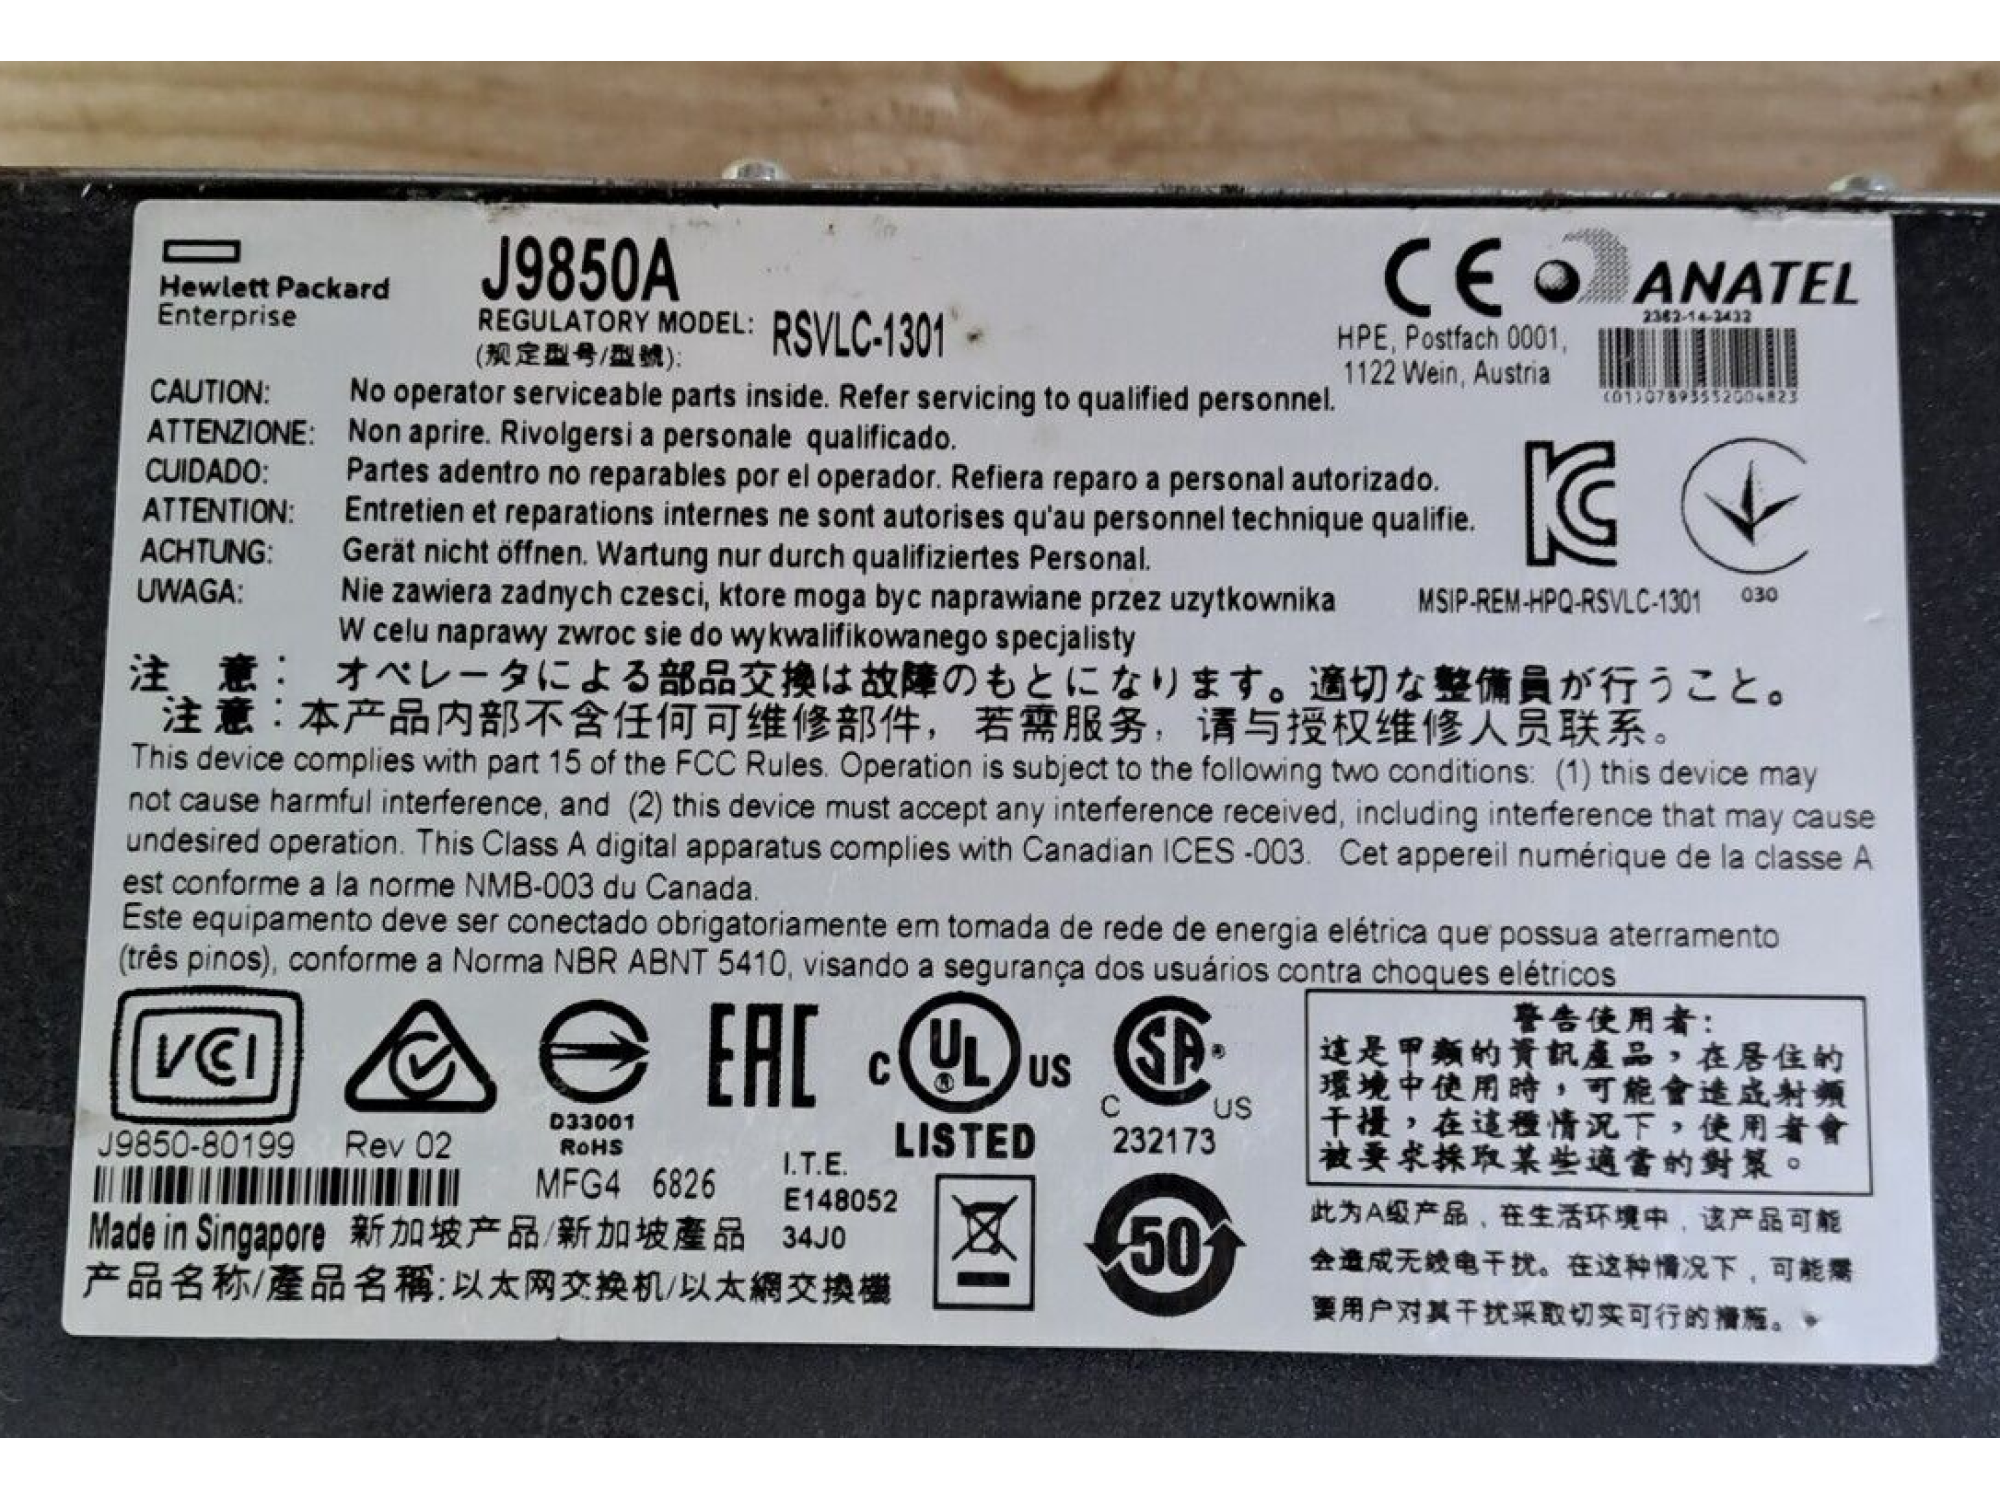 Hewlett Packard
Enterprise
J9850A
REGULATORY MODEL: RSVLC-1301
(规定型号/型號):
CE
ANATEL
2362-14-3432
HPE, Postfach 0001,
1122 Wein, Austria
(01)07893552004823
CAUTION: No operator serviceable parts inside. Refer servicing to qualified personnel.
ATTENZIONE: Non aprire. Rivolgersi a personale qualificado.
CUIDADO: Partes adentro no reparables por el operador. Refiera reparo a personal autorizado.
ATTENTION: Entretien et reparations internes ne sont autorises qu'au personnel technique qualifie.
ACHTUNG: Gerät nicht öffnen. Wartung nur durch qualifiziertes Personal.
UWAGA: Nie zawiera zadnych czesci, ktore moga byc naprawiane przez uzytkownika
W celu naprawy zwroc sie do wykwalifikowanego specjalisty
KC
MSIP-REM-HPQ-RSVLC-1301
030
注 意: オペレータによる部品交換は故障のもとになります。適切な整備員が行うこと。
注意:本产品内部不含任何可维修部件，若需服务，请与授权维修人员联系。
This device complies with part 15 of the FCC Rules. Operation is subject to the following two conditions: (1) this device may
not cause harmful interference, and (2) this device must accept any interference received, including interference that may cause
undesired operation. This Class A digital apparatus complies with Canadian ICES -003. Cet appereil numérique de la classe A
est conforme a la norme NMB-003 du Canada.
Este equipamento deve ser conectado obrigatoriamente em tomada de rede de energia elétrica que possua aterramento
(três pinos), conforme a Norma NBR ABNT 5410, visando a segurança dos usuários contra choques elétricos
VCCI
D33001
RoHS
EAC
C UL US
®
LISTED
SA®
C US
232173
J9850-80199 Rev 02
MFG4 6826
I.T.E.
E148052
34J0
Made in Singapore 新加坡产品/新加坡產品
产品名称/產品名稱:以太网交换机/以太網交換機
50
警告使用者:
這是甲類的資訊產品，在居住的
環境中使用時，可能會造成射頻
干擾，在這種情況下，使用者會
被要求採取某些適當的對策。
此为A级产品，在生活环境中，该产品可能
会造成无线电干扰。在这种情况下，可能需
要用户对其干扰采取切实可行的措施。